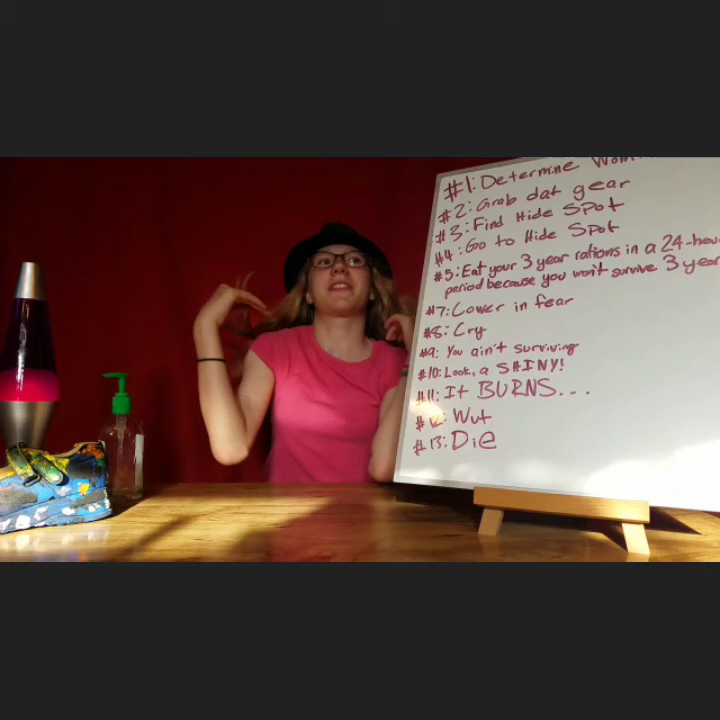 #1: Determine
#2: Grab dat gear
#3: Find Hide Spot
#4: Go to Hide Spot
#5: Eat your 3 year rations in a 24-hou
period because you won't survive 3 year
#7: Cower in fear
#8: Cry
#9: You ain't surviving
#10: Look, a SHINY!
#11: It BURNS...
#12: Wut
#13: Die